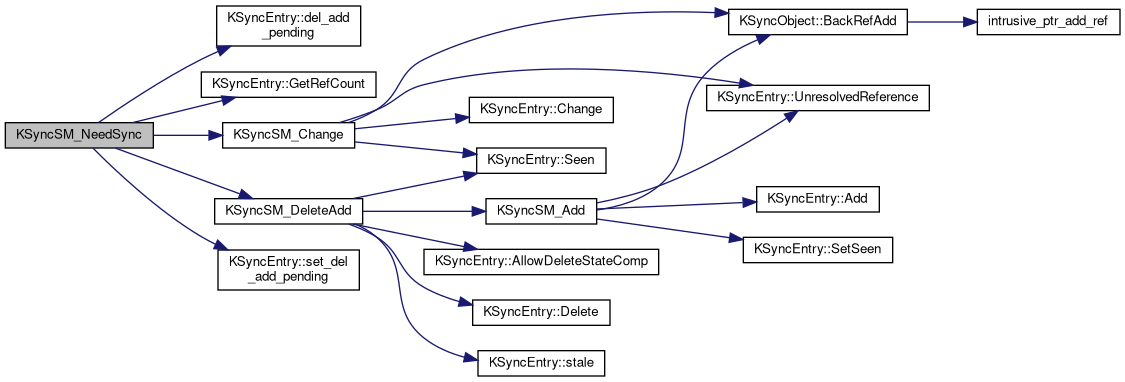 KSyncSM_NeedSync
KSyncEntry::del_add
_pending
KSyncEntry::GetRefCount
KSyncSM_Change
KSyncSM_DeleteAdd
KSyncEntry::set_del
_add_pending
KSyncEntry::Change
KSyncEntry::Seen
KSyncSM_Add
KSyncEntry::AllowDeleteStateComp
KSyncEntry::Delete
KSyncEntry::stale
KSyncObject::BackRefAdd
KSyncEntry::UnresolvedReference
KSyncEntry::Add
KSyncEntry::SetSeen
intrusive_ptr_add_ref